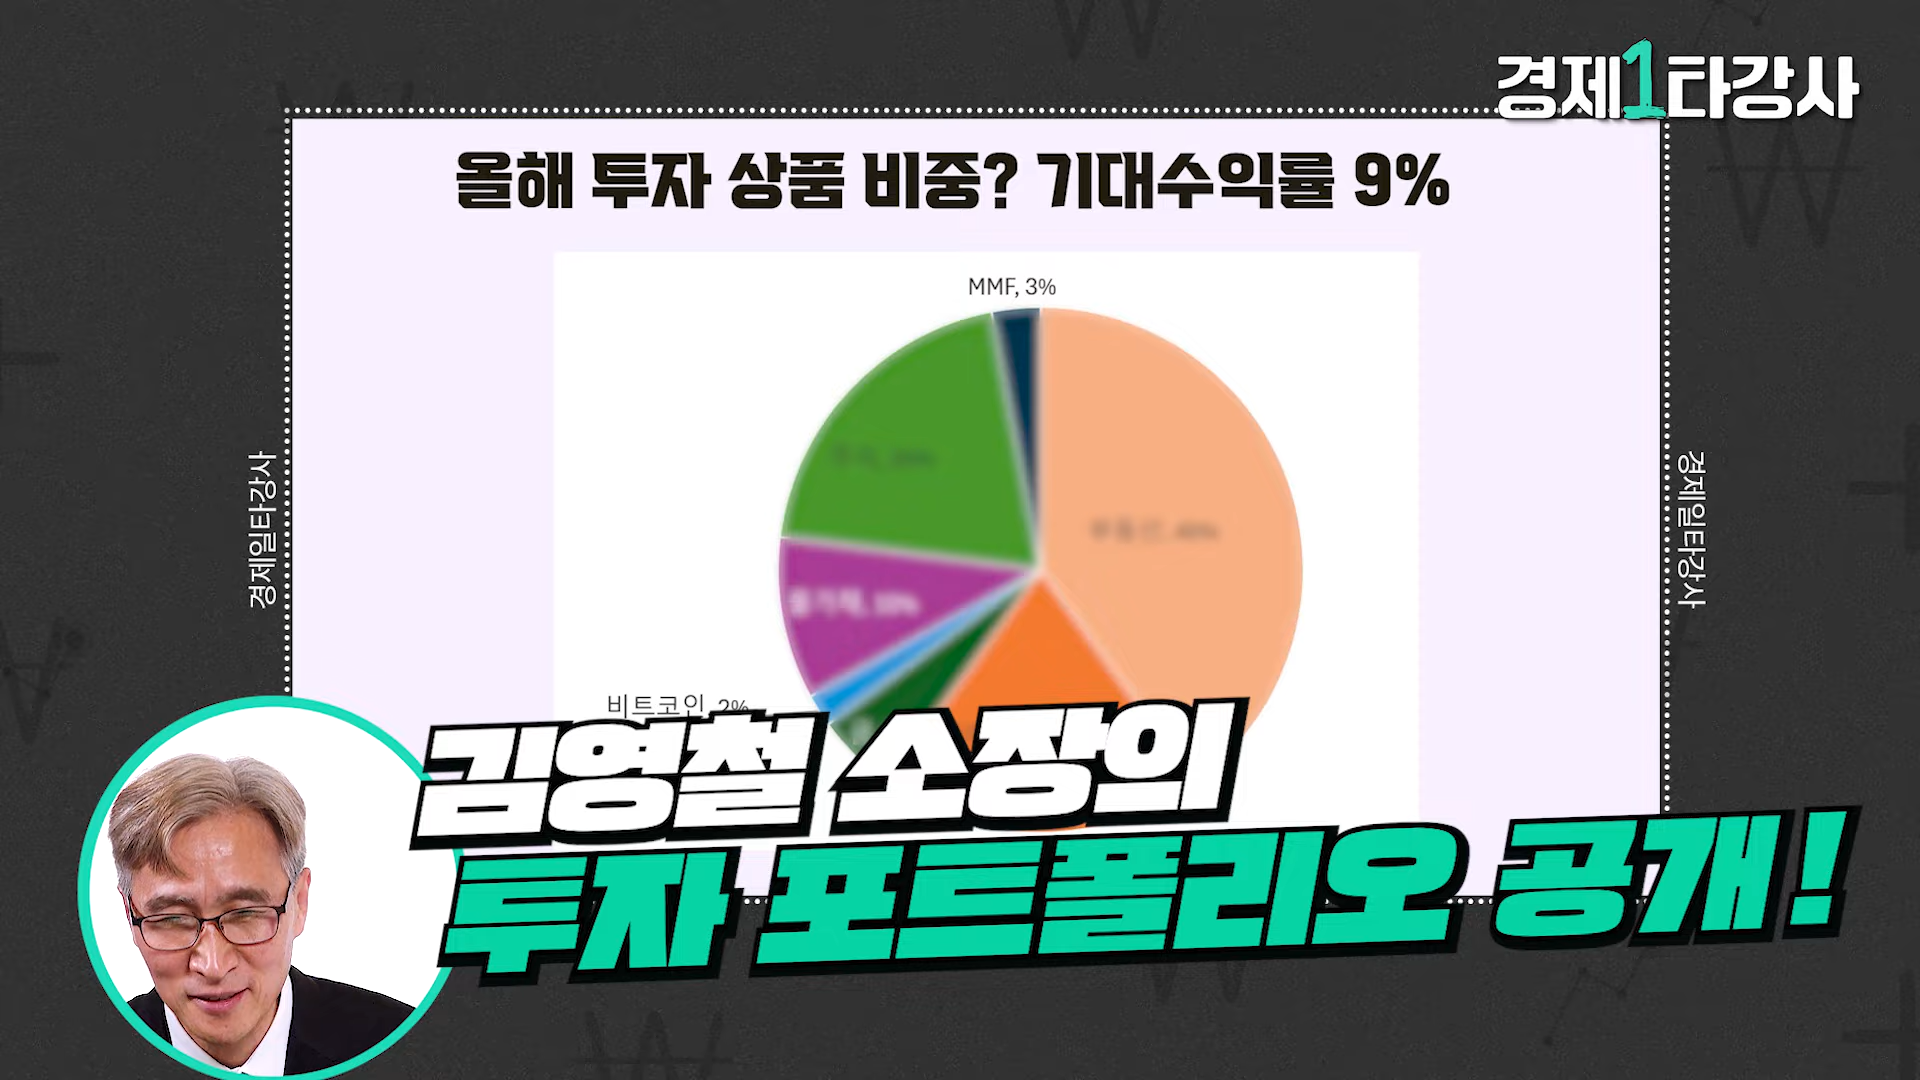 경제1타강사
올해 투자 상품 비중? 기대수익률 9%
MMF, 3%
비트코인, 2%
경제일타강사
경제일타강사
김영철 소장의
투자 포트폴리오 공개!